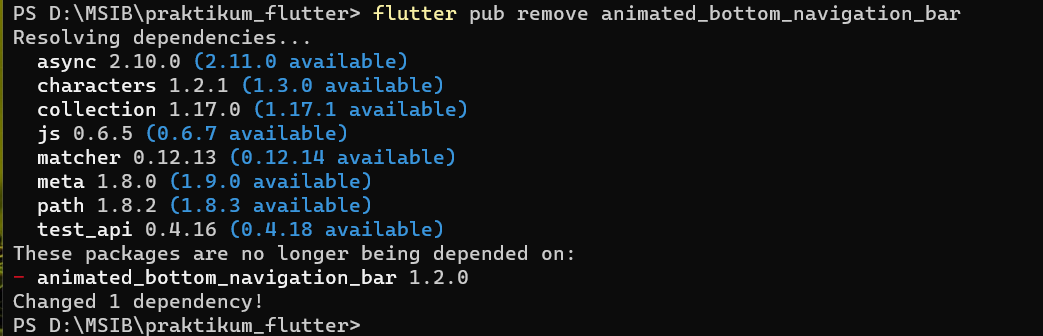 PS D:\MSIB\praktikum_flutter> flutter pub remove animated_bottom_navigation_bar
Resolving dependencies...
  async 2.10.0 (2.11.0 available)
  characters 1.2.1 (1.3.0 available)
  collection 1.17.0 (1.17.1 available)
  js 0.6.5 (0.6.7 available)
  matcher 0.12.13 (0.12.14 available)
  meta 1.8.0 (1.9.0 available)
  path 1.8.2 (1.8.3 available)
  test_api 0.4.16 (0.4.18 available)
These packages are no longer being depended on:
- animated_bottom_navigation_bar 1.2.0
Changed 1 dependency!
PS D:\MSIB\praktikum_flutter>